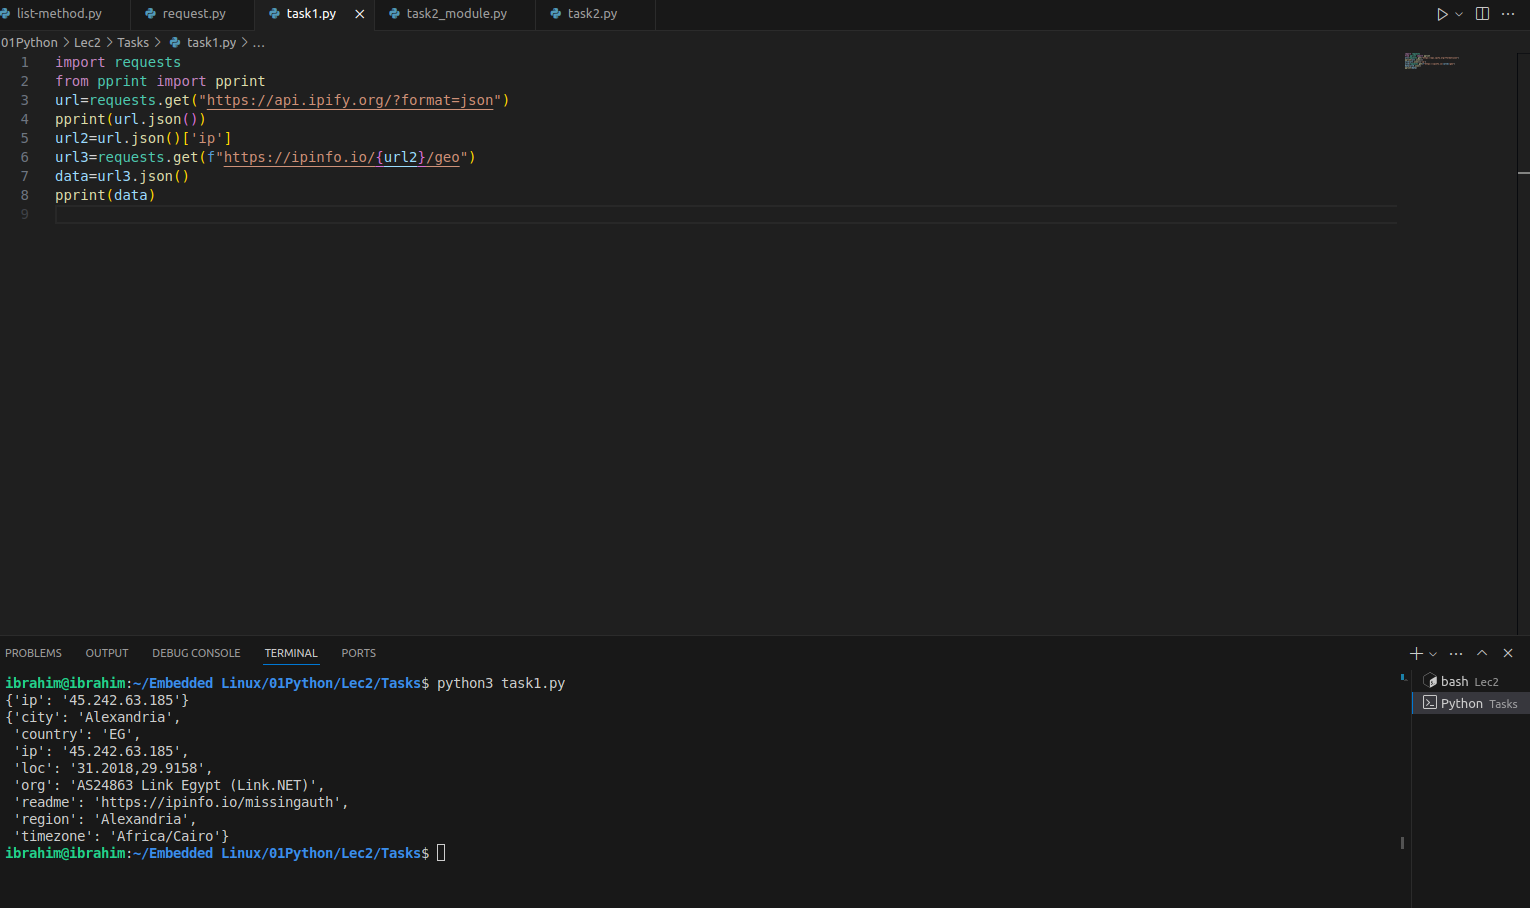 list-method.py request.py task1.py task2_module.py task2.py
01Python > Lec2 > Tasks > task1.py > ...
1 import requests
2 from pprint import pprint
3 url=requests.get("https://api.ipify.org/?format=json")
4 pprint(url.json())
5 url2=url.json()['ip']
6 url3=requests.get(f"https://ipinfo.io/{url2}/geo")
7 data=url3.json()
8 pprint(data)
9
PROBLEMS OUTPUT DEBUG CONSOLE TERMINAL PORTS
ibrahim@ibrahim:~/Embedded Linux/01Python/Lec2/Tasks$ python3 task1.py
{'ip': '45.242.63.185'}
{'city': 'Alexandria',
 'country': 'EG',
 'ip': '45.242.63.185',
 'loc': '31.2018,29.9158',
 'org': 'AS24863 Link Egypt (Link.NET)',
 'readme': 'https://ipinfo.io/missingauth',
 'region': 'Alexandria',
 'timezone': 'Africa/Cairo'}
ibrahim@ibrahim:~/Embedded Linux/01Python/Lec2/Tasks$
bash Lec2
Python Tasks